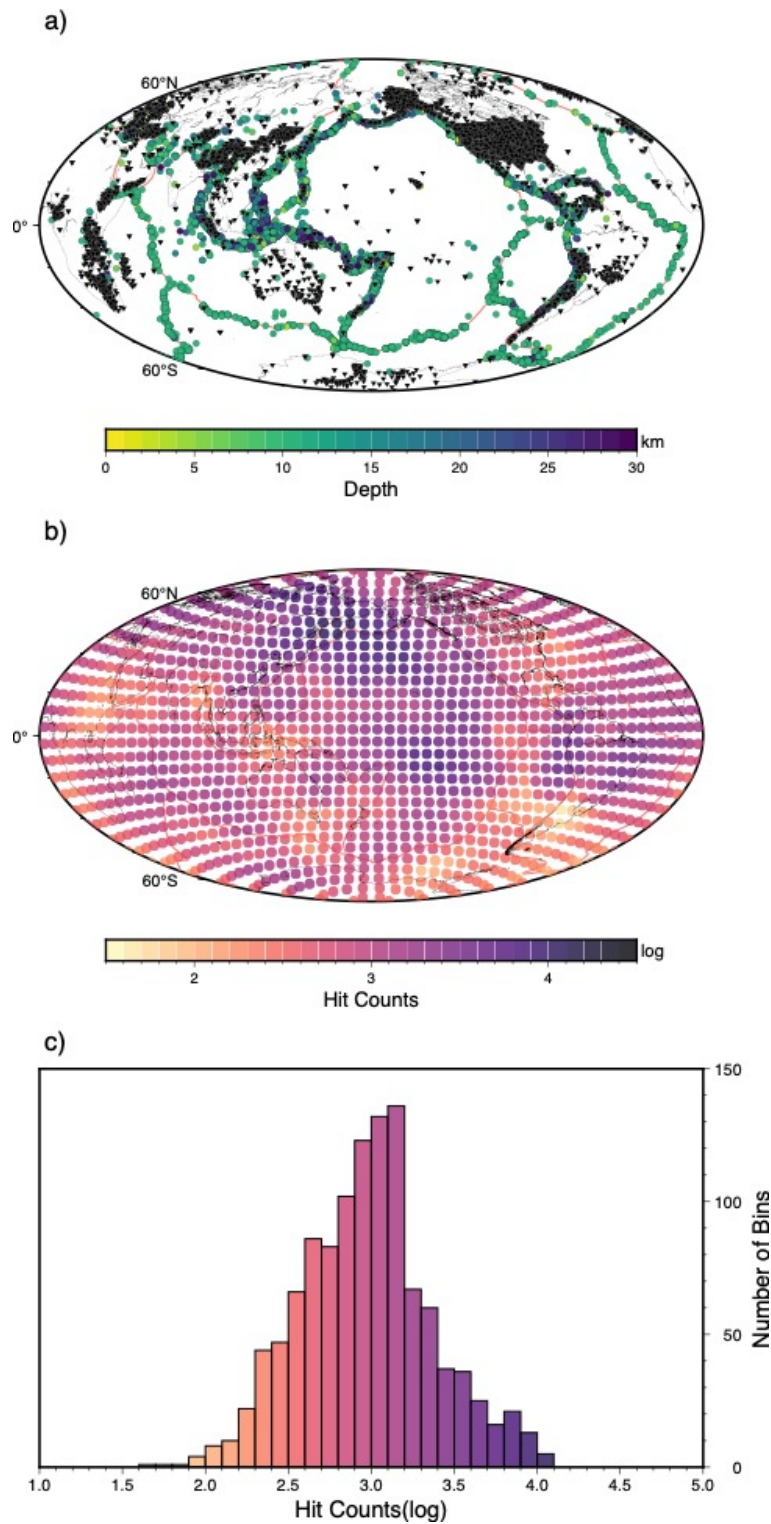 a)
60°N
0°
60°S
km
0 5 10 15 20 25 30
Depth
b)
60°N
0°
60°S
log
2 3 4
Hit Counts
c)
150
100
50
0
Number of Bins
1.0 1.5 2.0 2.5 3.0 3.5 4.0 4.5 5.0
Hit Counts(log)